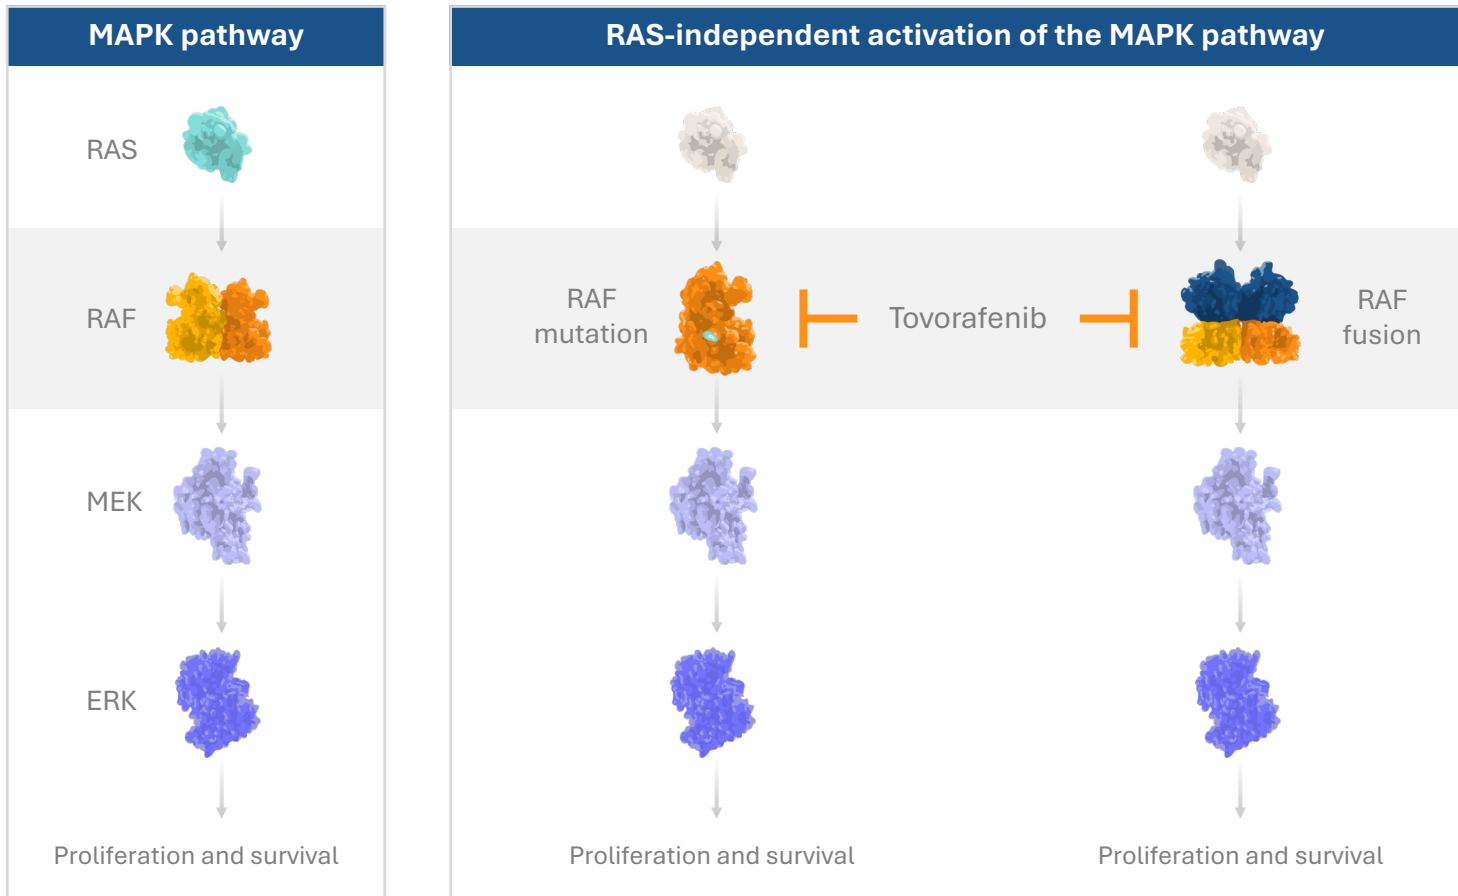 MAPK pathway
RAS-independent activation of the MAPK pathway
RAS
RAF
RAF
mutation
Tovorafenib
RAF
fusion
MEK
ERK
Proliferation and survival
Proliferation and survival
Proliferation and survival